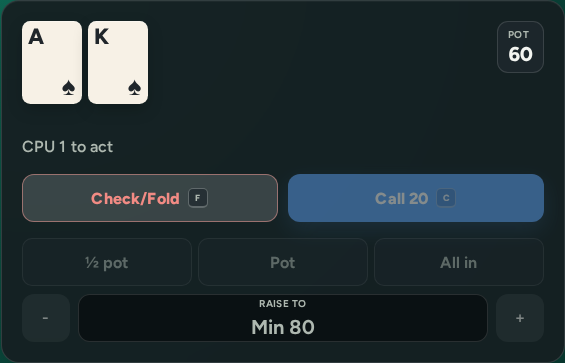 A K
POT
60
CPU 1 to act
Check/Fold F
Call 20 C
½ pot
Pot
All in
-
RAISE TO
Min 80
+